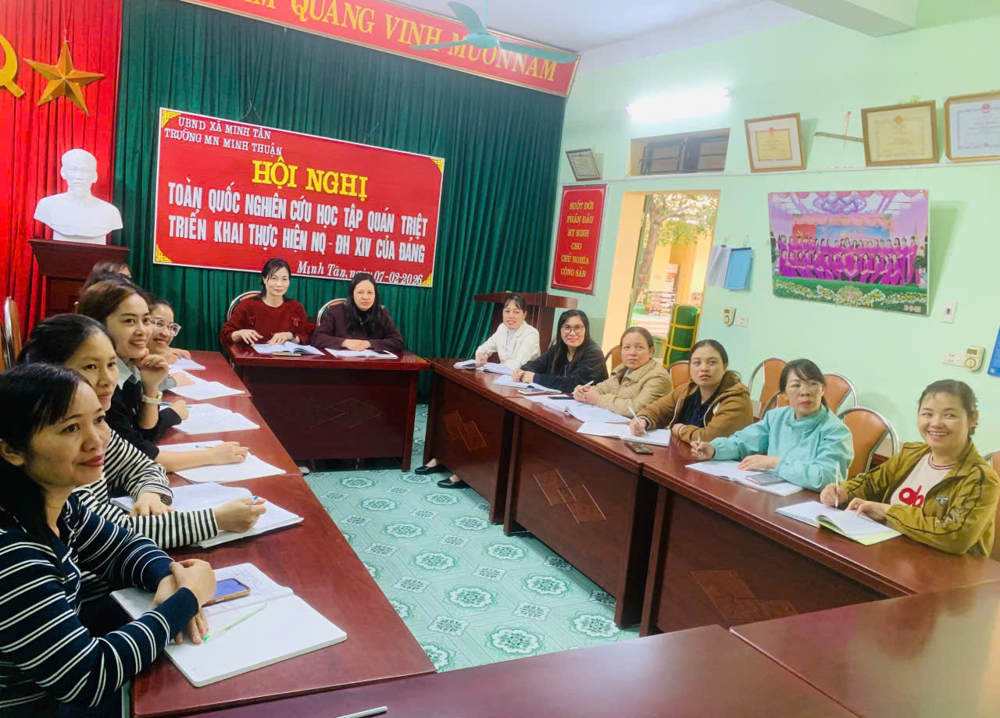 M QUANG VINH MUÔN NĂM
UBND XÃ MINH TÂN
TRƯỜNG MN MINH THUẬN
HỘI NGHỊ
TOÀN QUỐC NGHIÊN CỨU HỌC TẬP QUÁN TRIỆT
TRIỂN KHAI THỰC HIỆN NQ - ĐH XIV CỦA ĐẢNG
Minh Tân, ngày 07-02-2026
SUỐT ĐỜI
PHẤN ĐẤU
HY SINH
CHO
CHỦ NGHĨA
CỘNG SẢN